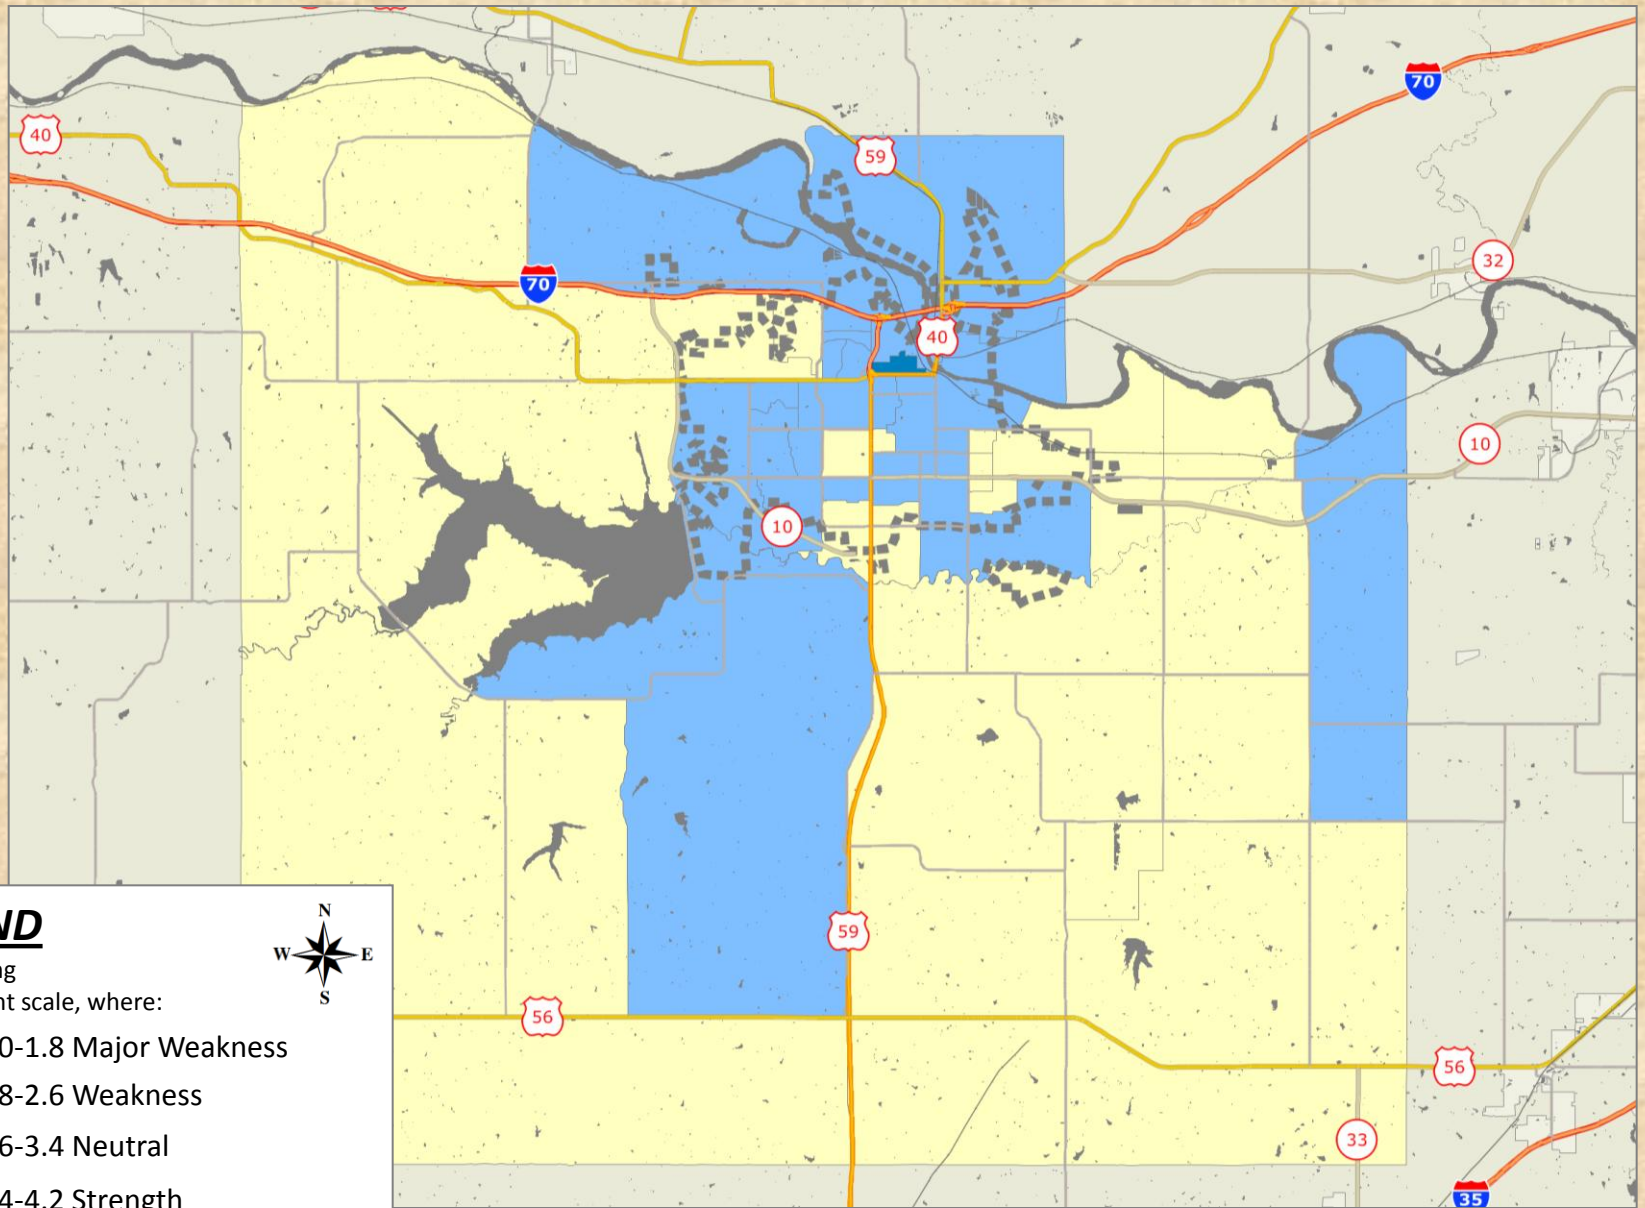 70
40
59
32
70
40
10
10
59
56
56
33
35
ND
N
W E
S
ng
nt scale, where:
0-1.8 Major Weakness
8-2.6 Weakness
6-3.4 Neutral
4-4.2 Strength